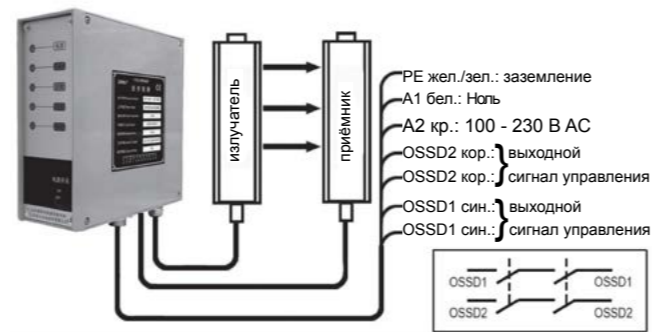 излучатель
приёмник
PE жел./зел.: заземление
A1 бел.: Ноль
A2 кр.: 100 - 230 В AC
OSSD2 кор.: } выходной
OSSD2 кор.: } сигнал управления
OSSD1 син.: } выходной
OSSD1 син.: } сигнал управления
OSSD1 OSSD1
OSSD2 OSSD2